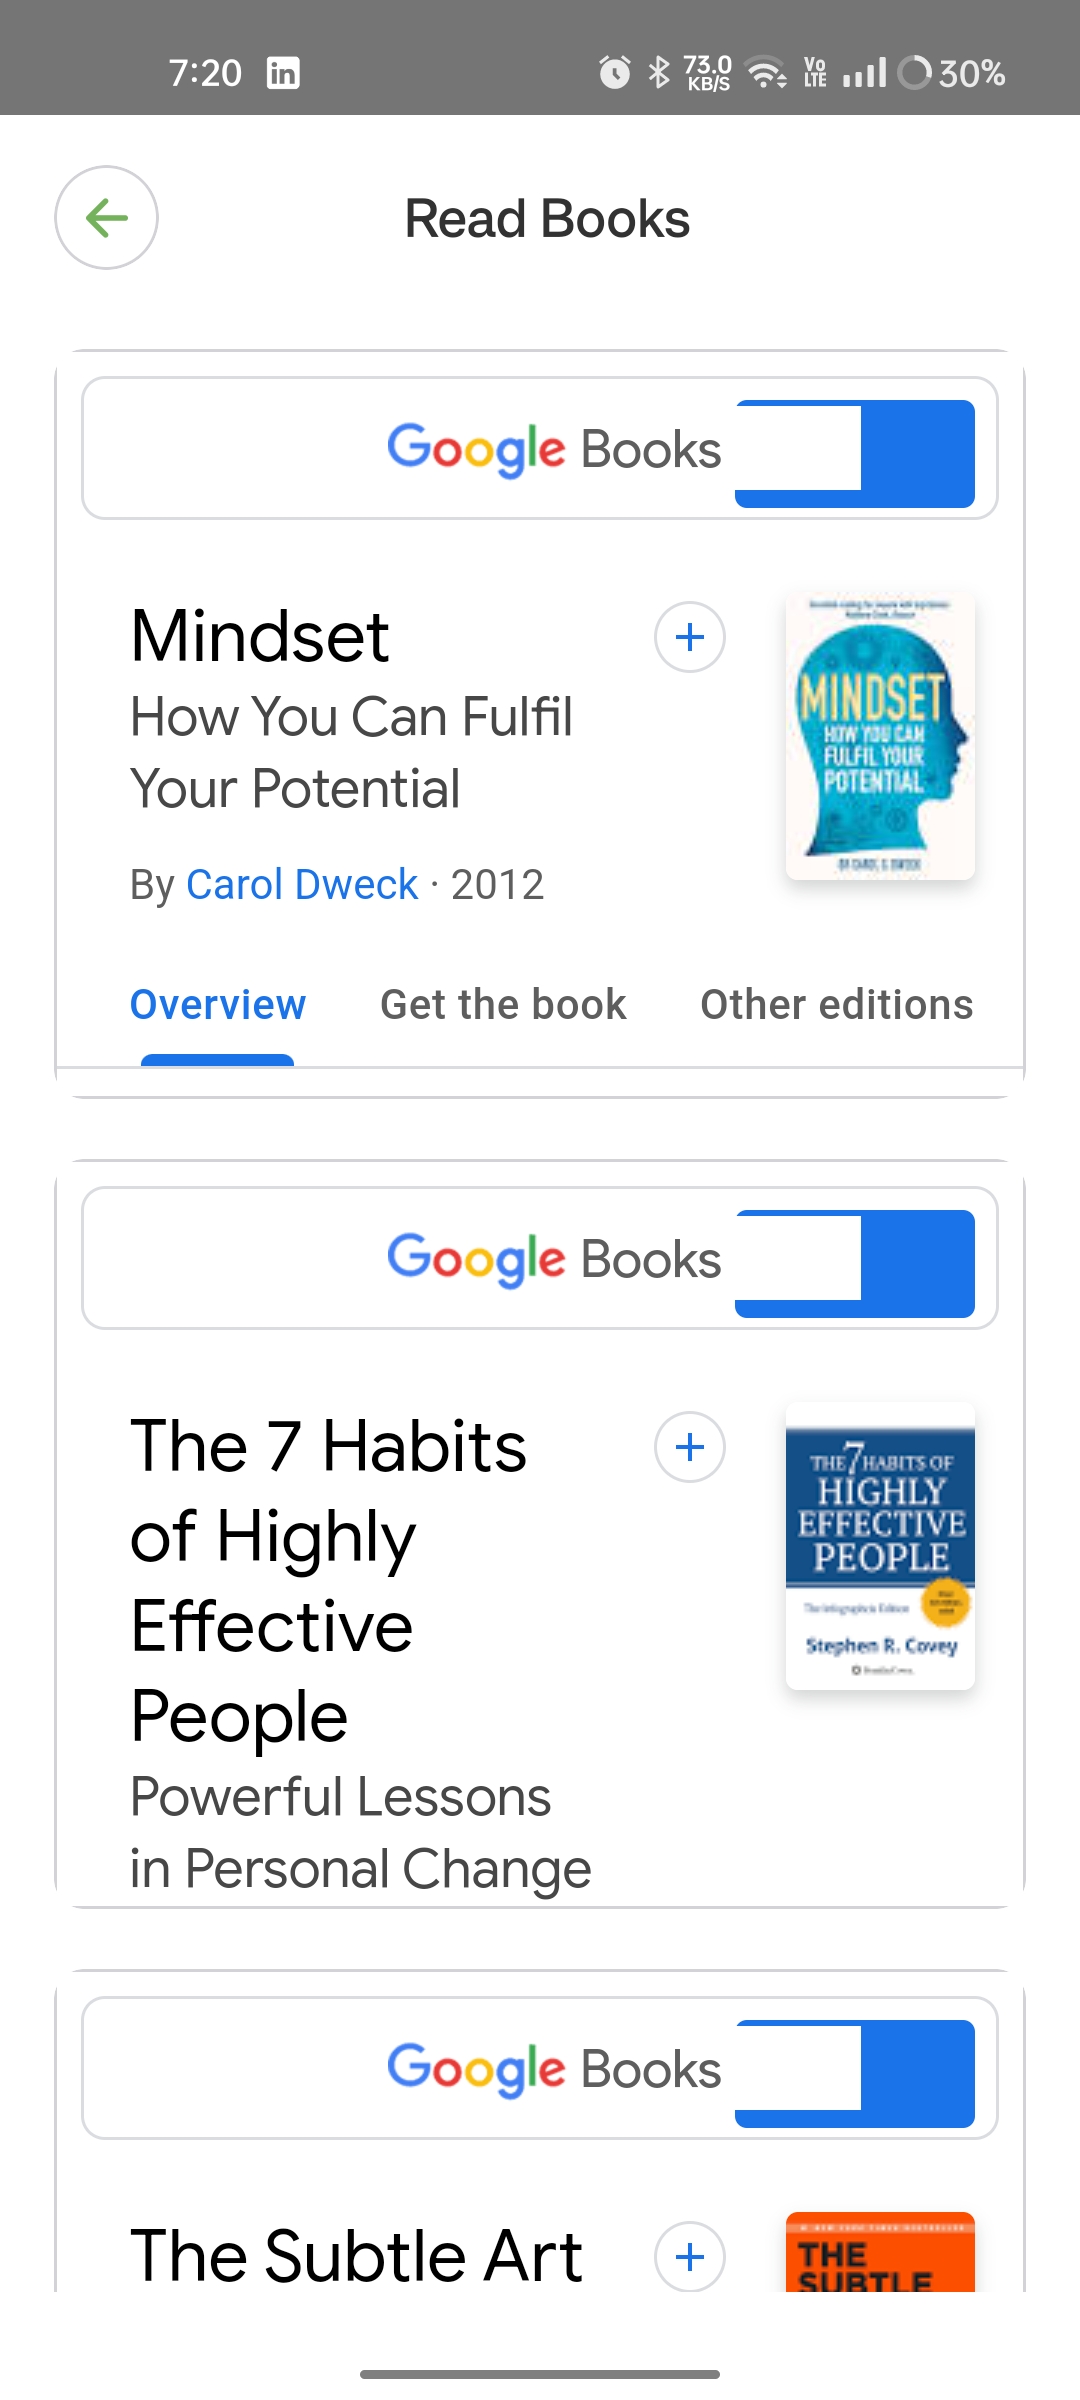 7:20 in 73.0 KB/S Vo LTE 30%
Read Books
Google Books
Mindset
How You Can Fulfil
Your Potential
By Carol Dweck · 2012
MINDSET
HOW YOU CAN
FULFIL YOUR
POTENTIAL
Overview Get the book Other editions
Google Books
The 7 Habits
of Highly
Effective
People
Powerful Lessons
in Personal Change
THE 7 HABITS OF
HIGHLY
EFFECTIVE
PEOPLE
Stephen R. Covey
Google Books
The Subtle Art
THE
SUBTLE